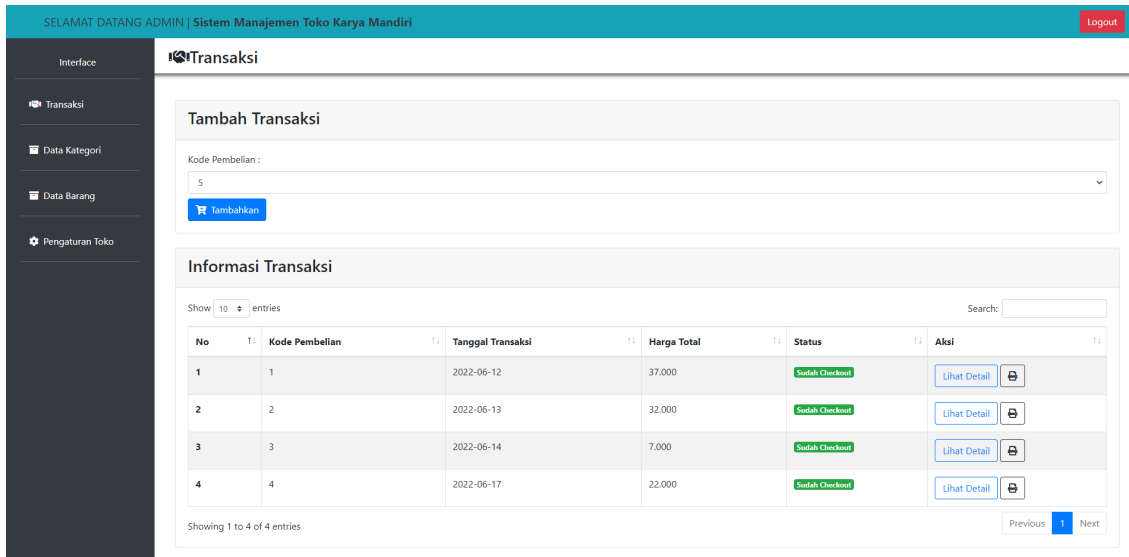 SELAMAT DATANG ADMIN | Sistem Manajemen Toko Karya Mandiri
Logout
Interface
Transaksi
Data Kategori
Data Barang
Pengaturan Toko
Transaksi
Tambah Transaksi
Kode Pembelian :
5
Tambahkan
Informasi Transaksi
Show 10 entries
Search:
No Kode Pembelian Tanggal Transaksi Harga Total Status Aksi
1 1 2022-06-12 37.000 Sudah Checkout Lihat Detail
2 2 2022-06-13 32.000 Sudah Checkout Lihat Detail
3 3 2022-06-14 7.000 Sudah Checkout Lihat Detail
4 4 2022-06-17 22.000 Sudah Checkout Lihat Detail
Showing 1 to 4 of 4 entries
Previous 1 Next